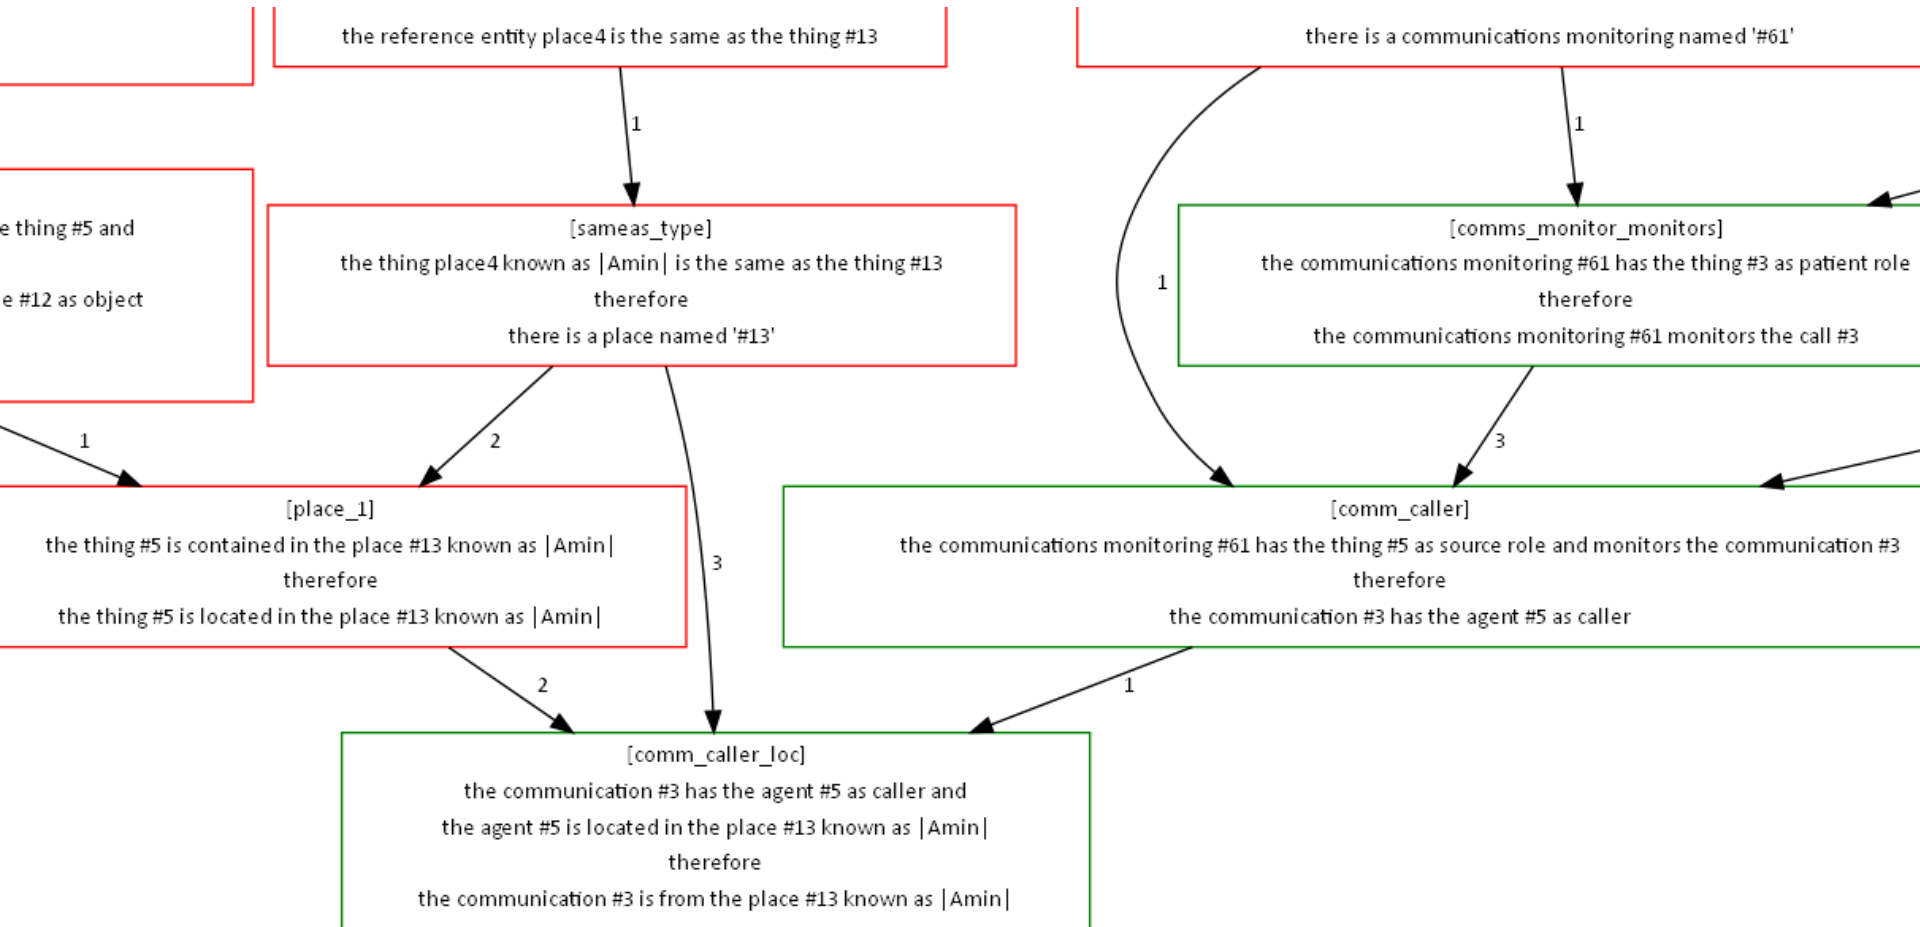 the reference entity place4 is the same as the thing #13
there is a communications monitoring named '#61'
1
1
e thing #5 and
e #12 as object
[sameas_type]
the thing place4 known as |Amin| is the same as the thing #13
therefore
there is a place named '#13'
1
[comms_monitor_monitors]
the communications monitoring #61 has the thing #3 as patient role
therefore
the communications monitoring #61 monitors the call #3
1
2
3
[place_1]
the thing #5 is contained in the place #13 known as |Amin|
therefore
the thing #5 is located in the place #13 known as |Amin|
3
[comm_caller]
the communications monitoring #61 has the thing #5 as source role and monitors the communication #3
therefore
the communication #3 has the agent #5 as caller
2
1
[comm_caller_loc]
the communication #3 has the agent #5 as caller and
the agent #5 is located in the place #13 known as |Amin|
therefore
the communication #3 is from the place #13 known as |Amin|